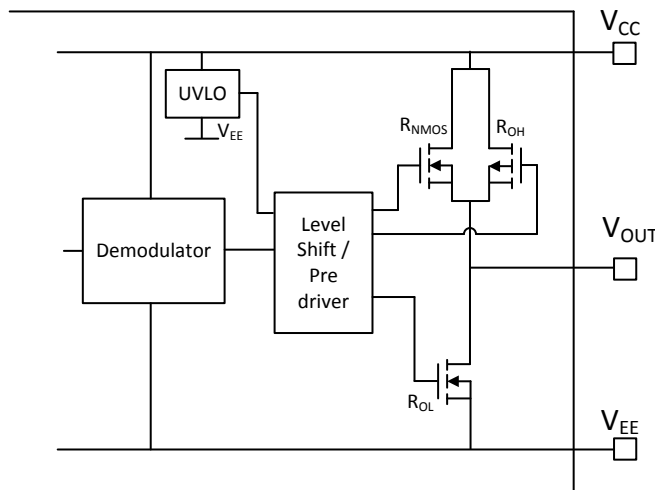 V_CC
UVLO
V_EE
R_NMOS
R_OH
Level
Shift /
Pre
driver
Demodulator
V_OUT
R_OL
V_EE